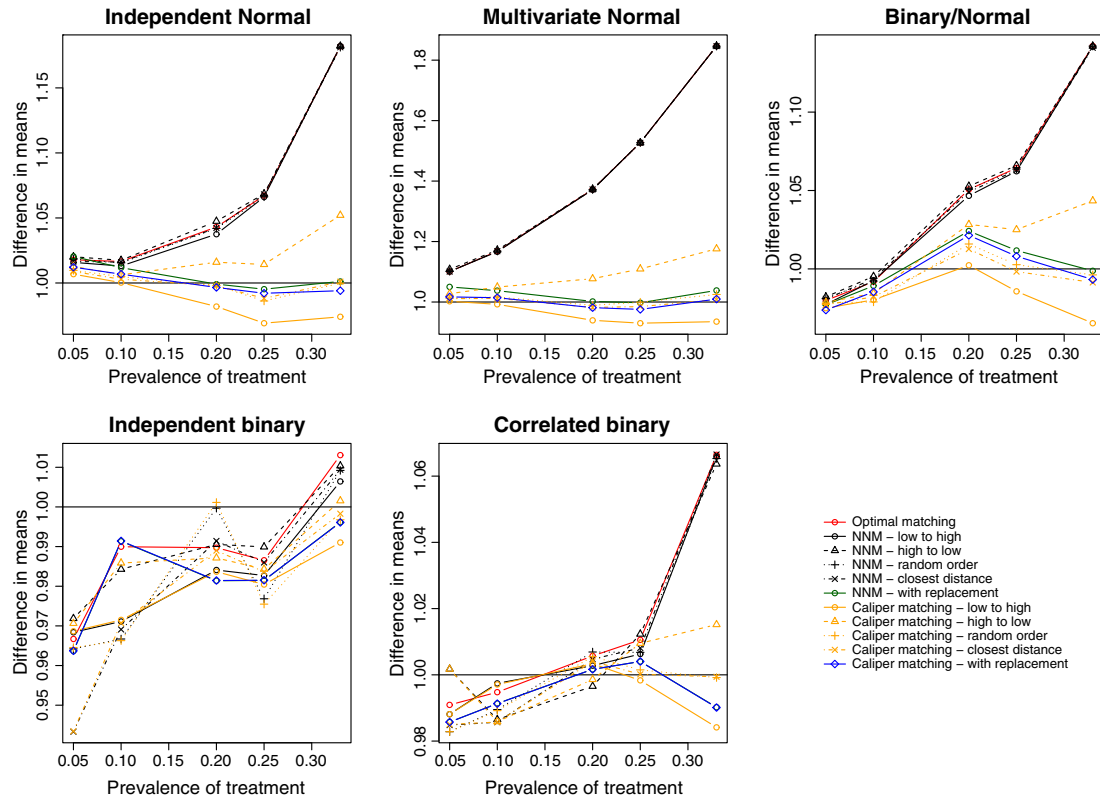 Independent Normal
Difference in means
1.00 1.05 1.10 1.15
0.05 0.10 0.20 0.25 0.30
Prevalence of treatment
Multivariate Normal
Difference in means
1.0 1.2 1.4 1.6 1.8
0.05 0.10 0.20 0.25 0.30
Prevalence of treatment
Binary/Normal
Difference in means
1.00 1.05 1.10
0.05 0.10 0.20 0.25 0.30
Prevalence of treatment
Independent binary
Difference in means
0.95 0.96 0.97 0.98 0.99 1.00 1.01
0.05 0.10 0.15 0.20 0.25 0.30
Prevalence of treatment
Correlated binary
Difference in means
0.98 1.00 1.02 1.04 1.06
0.05 0.10 0.15 0.20 0.25 0.30
Prevalence of treatment
Optimal matching
NNM − low to high
NNM − high to low
NNM − random order
NNM − closest distance
NNM − with replacement
Caliper matching − low to high
Caliper matching − high to low
Caliper matching − random order
Caliper matching − closest distance
Caliper matching − with replacement